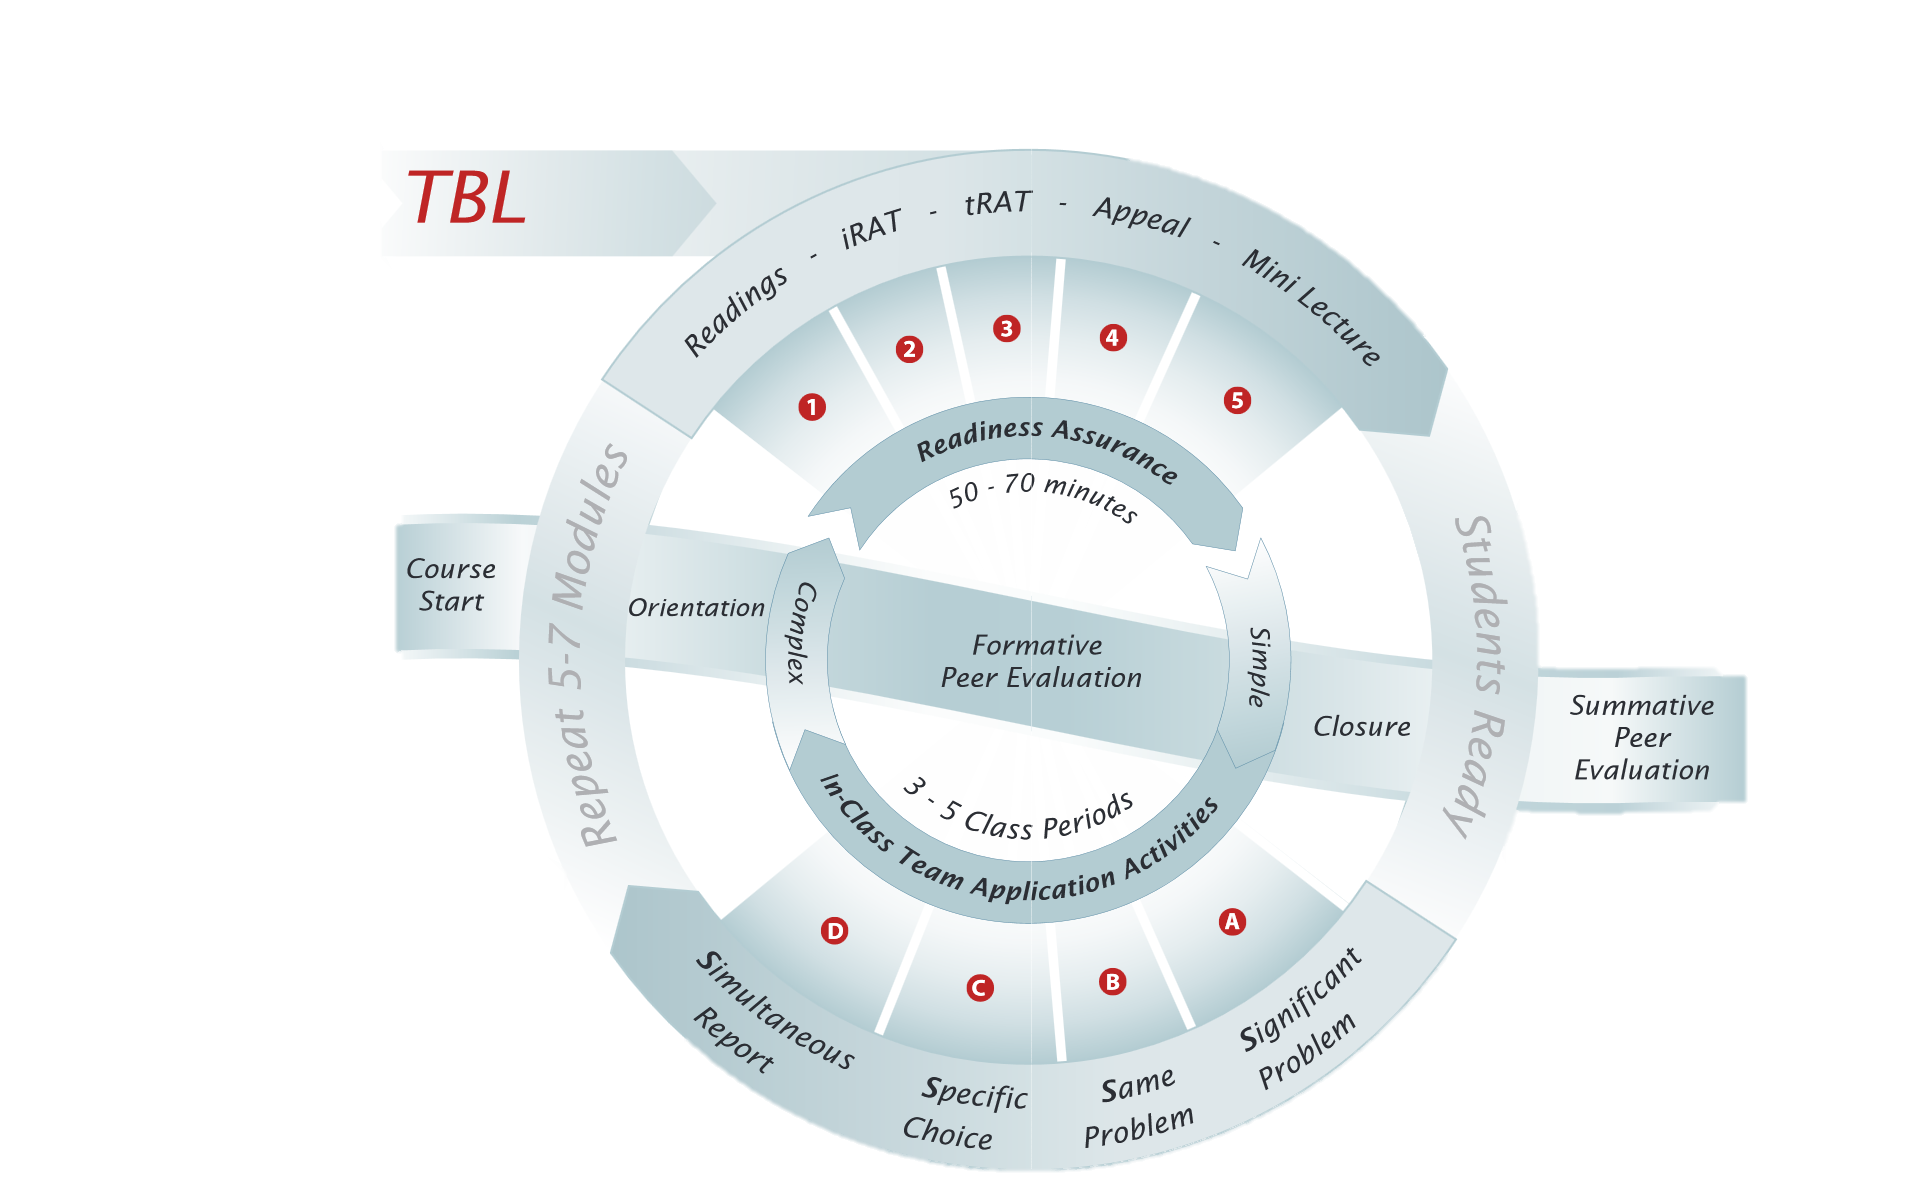 TBL
Readings - iRAT - tRAT - Appeal - Mini Lecture
1
2
3
4
5
Readiness Assurance
50 - 70 minutes
Repeat 5-7 Modules
Students Ready
Course
Start
Orientation
Complex
Formative
Peer Evaluation
Simple
Closure
Summative
Peer
Evaluation
3 - 5 Class Periods
In-Class Team Application Activities
D
C
B
A
Simultaneous
Report
Specific
Choice
Same
Problem
Significant
Problem